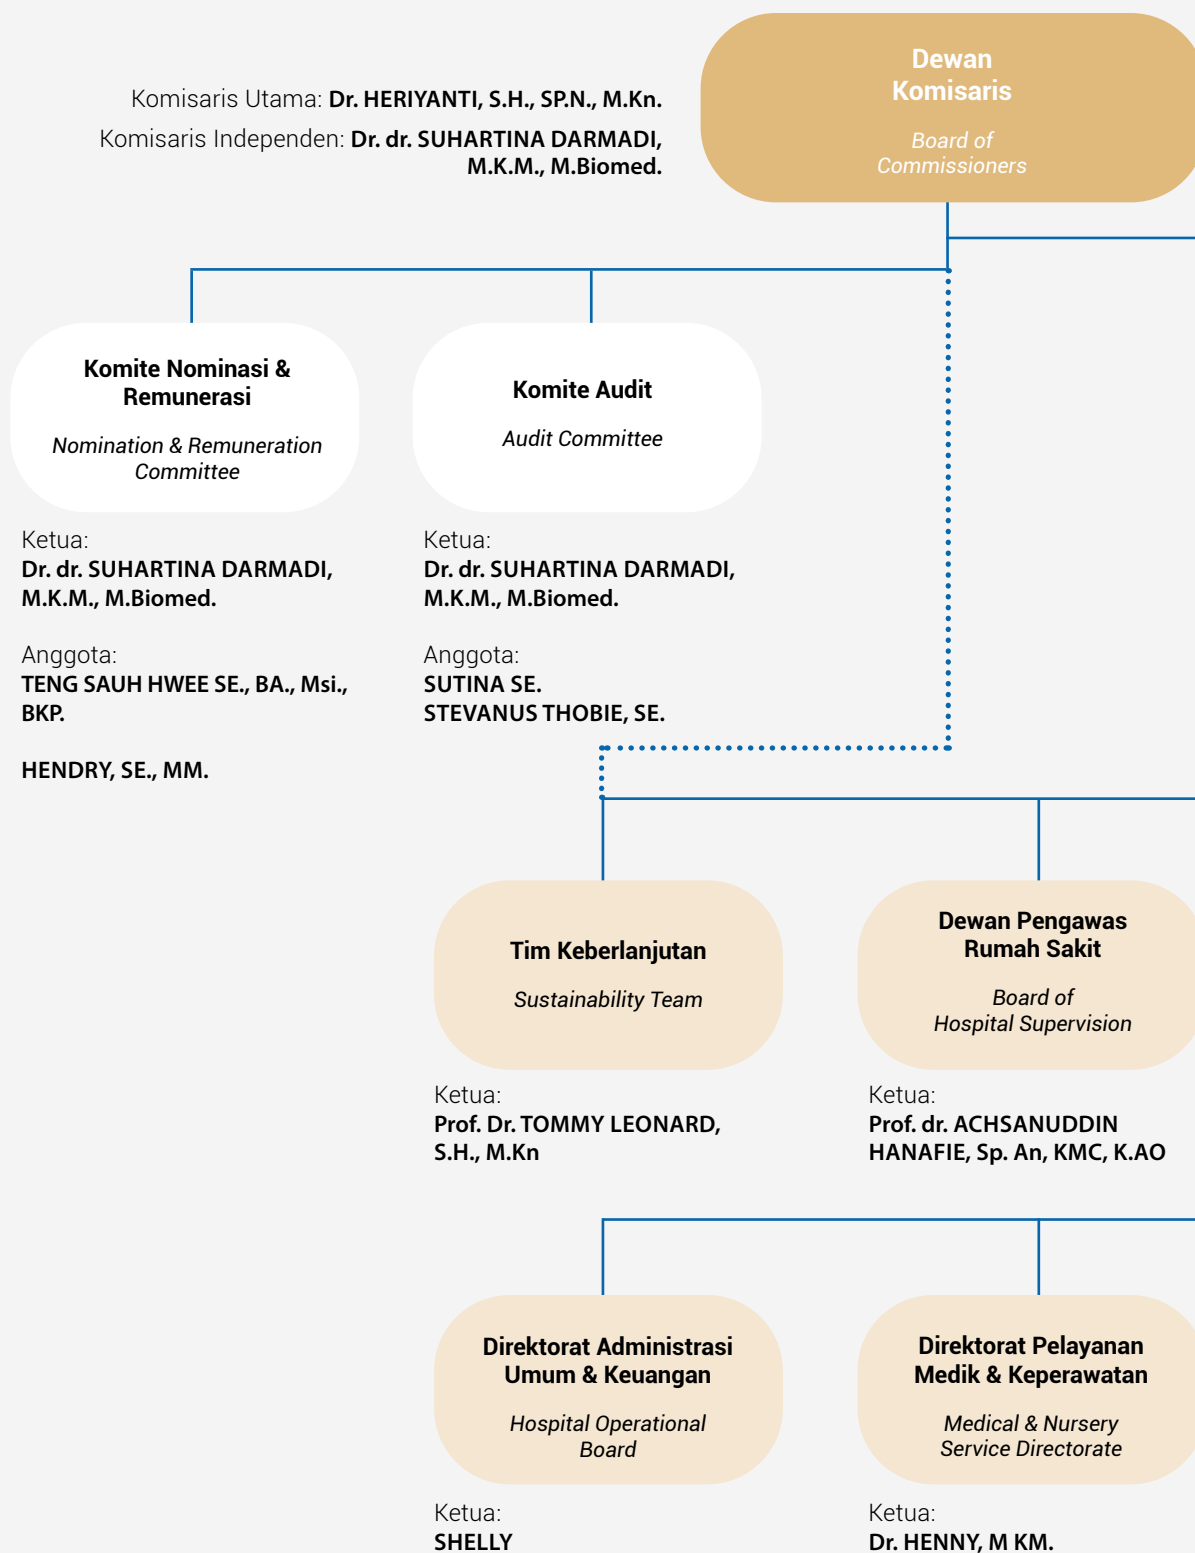 Dewan
Komisaris
Board of
Commissioners
Komisaris Utama: Dr. HERIYANTI, S.H., SP.N., M.Kn.
Komisaris Independen: Dr. dr. SUHARTINA DARMADI,
M.K.M., M.Biomed.
Komite Nominasi &
Remunerasi
Nomination & Remuneration
Committee
Ketua:
Dr. dr. SUHARTINA DARMADI,
M.K.M., M.Biomed.
Anggota:
TENG SAUH HWEE SE., BA., Msi.,
BKP.
HENDRY, SE., MM.
Komite Audit
Audit Committee
Ketua:
Dr. dr. SUHARTINA DARMADI,
M.K.M., M.Biomed.
Anggota:
SUTINA SE.
STEVANUS THOBIE, SE.
Tim Keberlanjutan
Sustainability Team
Ketua:
Prof. Dr. TOMMY LEONARD,
S.H., M.Kn
Dewan Pengawas
Rumah Sakit
Board of
Hospital Supervision
Ketua:
Prof. dr. ACHSANUDDIN
HANAFIE, Sp. An, KMC, K.AO
Direktorat Administrasi
Umum & Keuangan
Hospital Operational
Board
Ketua:
SHELLY
Direktorat Pelayanan
Medik & Keperawatan
Medical & Nursery
Service Directorate
Ketua:
Dr. HENNY, M KM.